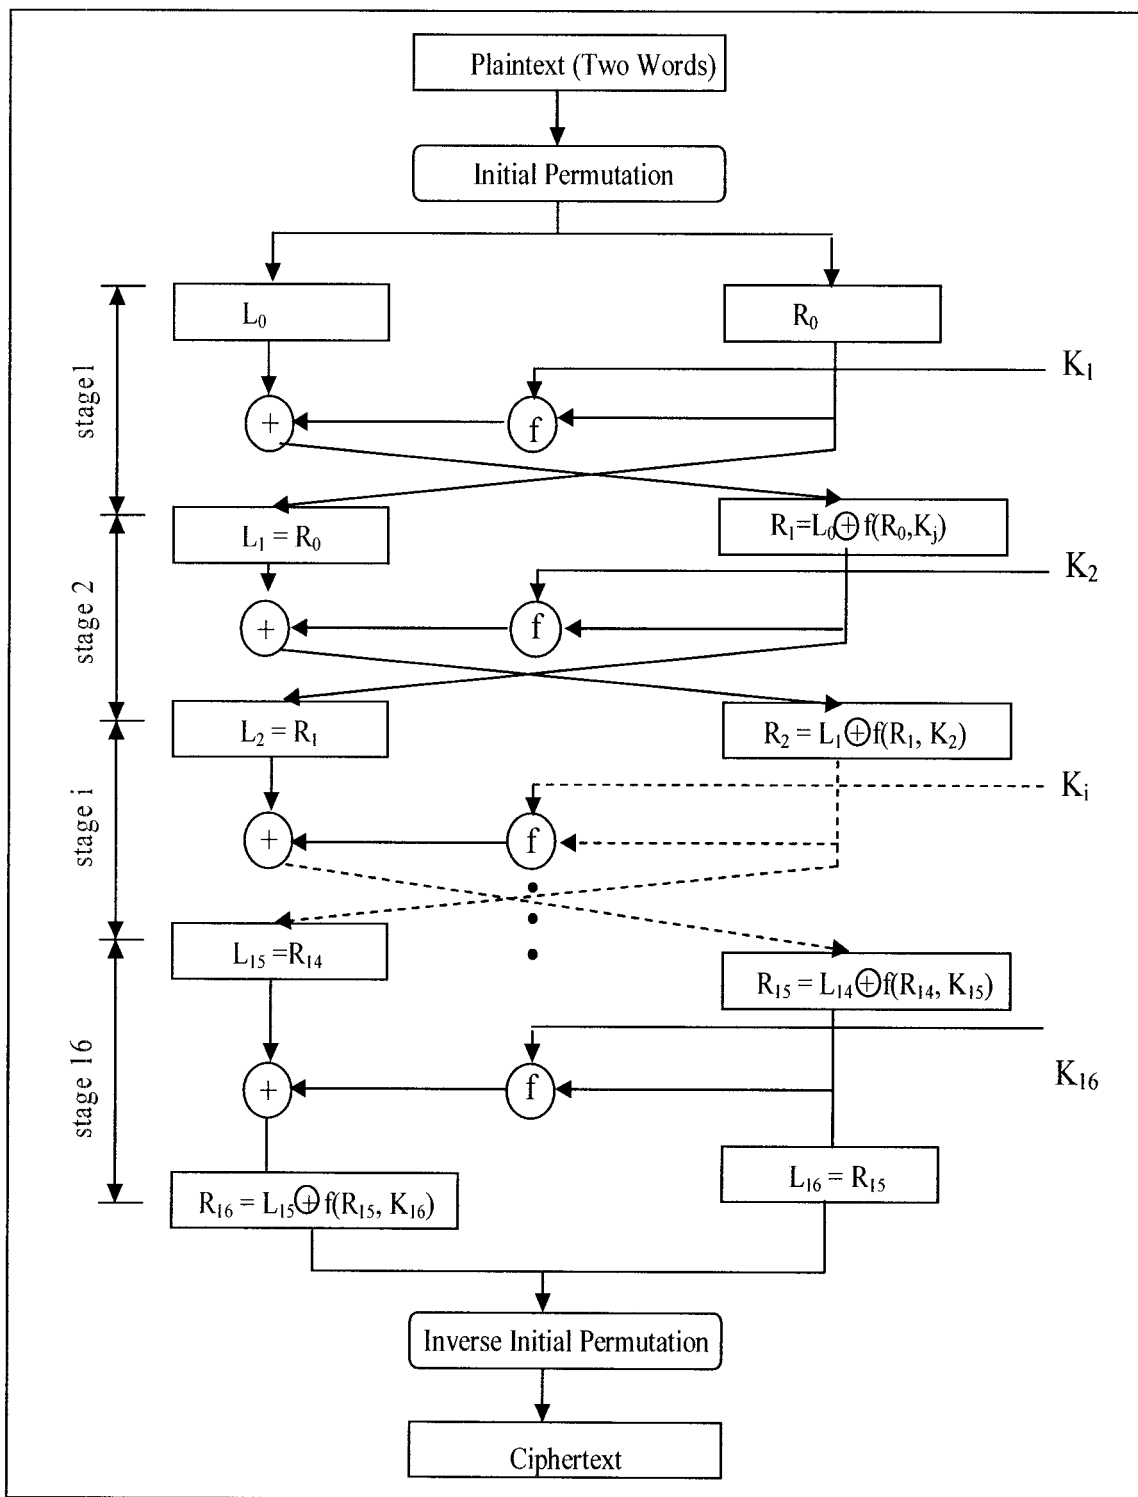 Plaintext (Two Words)
Initial Permutation
L₀
R₀
K₁
stage1
+
f
L₁ = R₀
R₁=L₀⊕f(R₀,Kⱼ)
K₂
stage 2
+
f
L₂ = R₁
R₂ = L₁⊕f(R₁, K₂)
Kᵢ
stage i
+
f
L₁₅ =R₁₄
R₁₅ = L₁₄⊕f(R₁₄, K₁₅)
stage 16
+
f
K₁₆
R₁₆ = L₁₅⊕f(R₁₅, K₁₆)
L₁₆ = R₁₅
Inverse Initial Permutation
Ciphertext